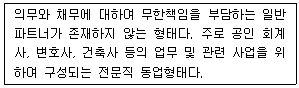 의무와 채무에 대하여 무한책임을 부담하는 일반
파트너가 존재하지 않는 형태다. 주로 공인 회계
사, 변호사, 건축사 등의 업무 및 관련 사업을 위
하여 구성되는 전문직 동업형태다.